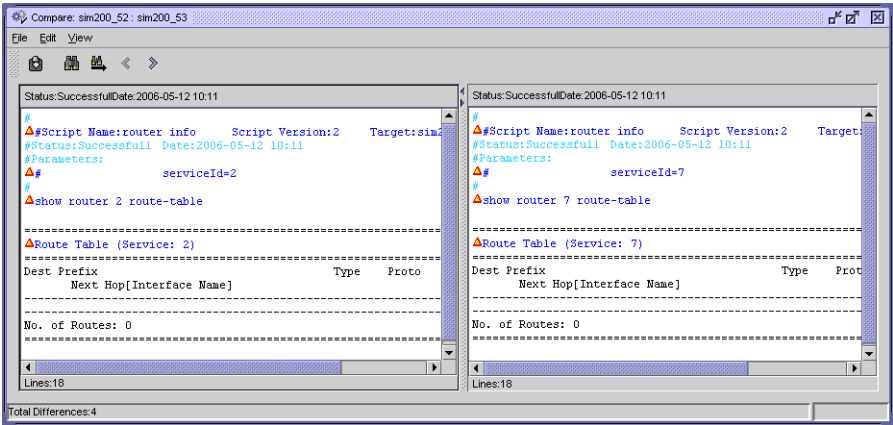 Compare: sim200_52 : sim200_53
File Edit View
Status:SuccessfullDate:2006-05-12 10:11
#
#Script Name:router info Script Version:2 Target:sim2
#Status:Successfull Date:2006-05-12 10:11
#Parameters:
# serviceId=2
#
show router 2 route-table
===============================================
Route Table (Service: 2)
===============================================
Dest Prefix Type Proto
Next Hop[Interface Name]
-----------------------------------------------
-----------------------------------------------
No. of Routes: 0
===============================================
Lines:18
Status:SuccessfullDate:2006-05-12 10:11
#
#Script Name:router info Script Version:2 Target:
#Status:Successfull Date:2006-05-12 10:11
#Parameters:
# serviceId=7
#
show router 7 route-table
===============================================
Route Table (Service: 7)
===============================================
Dest Prefix Type Prot
Next Hop[Interface Name]
-----------------------------------------------
-----------------------------------------------
No. of Routes: 0
===============================================
Lines:18
Total Differences:4